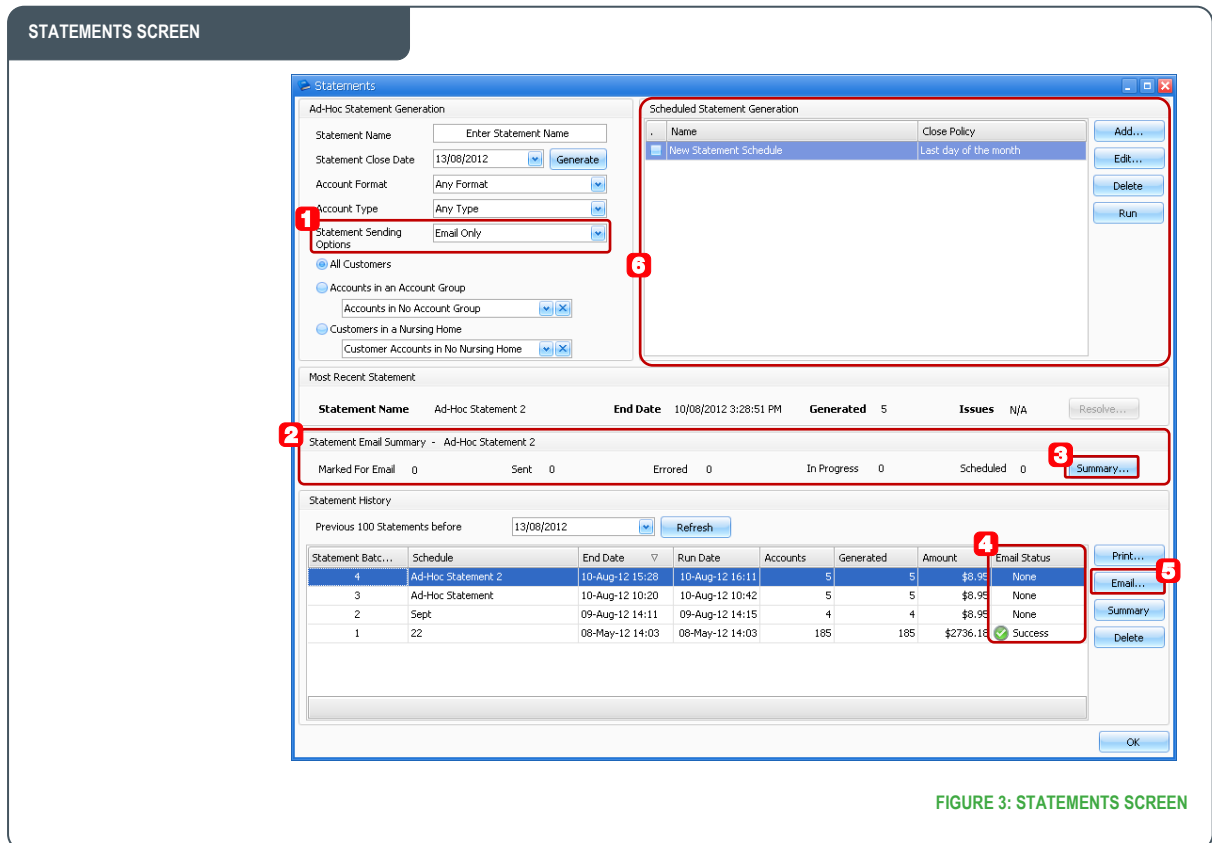 STATEMENTS SCREEN
Statements
Ad-Hoc Statement Generation
Statement Name Enter Statement Name
Statement Close Date 13/08/2012 Generate
Account Format Any Format
Account Type Any Type
1
Statement Sending Options Email Only
All Customers
Accounts in an Account Group
Accounts in No Account Group
Customers in a Nursing Home
Customer Accounts in No Nursing Home
6
Scheduled Statement Generation
. Name Close Policy
New Statement Schedule Last day of the month
Add...
Edit...
Delete
Run
Most Recent Statement
Statement Name Ad-Hoc Statement 2 End Date 10/08/2012 3:28:51 PM Generated 5 Issues N/A Resolve...
2
Statement Email Summary - Ad-Hoc Statement 2
Marked For Email 0 Sent 0 Errored 0 In Progress 0 Scheduled 0 3 Summary...
Statement History
Previous 100 Statements before 13/08/2012 Refresh
4
Statement Batc... Schedule End Date Run Date Accounts Generated Amount Email Status
4 Ad-Hoc Statement 2 10-Aug-12 15:28 10-Aug-12 16:11 5 5 $8.95 None
3 Ad-Hoc Statement 10-Aug-12 10:20 10-Aug-12 10:42 5 5 $8.95 None
2 Sept 09-Aug-12 14:11 09-Aug-12 14:15 4 4 $8.95 None
1 22 08-May-12 14:03 08-May-12 14:03 185 185 $2736.18 Success
Print...
5
Email...
Summary
Delete
OK
FIGURE 3: STATEMENTS SCREEN